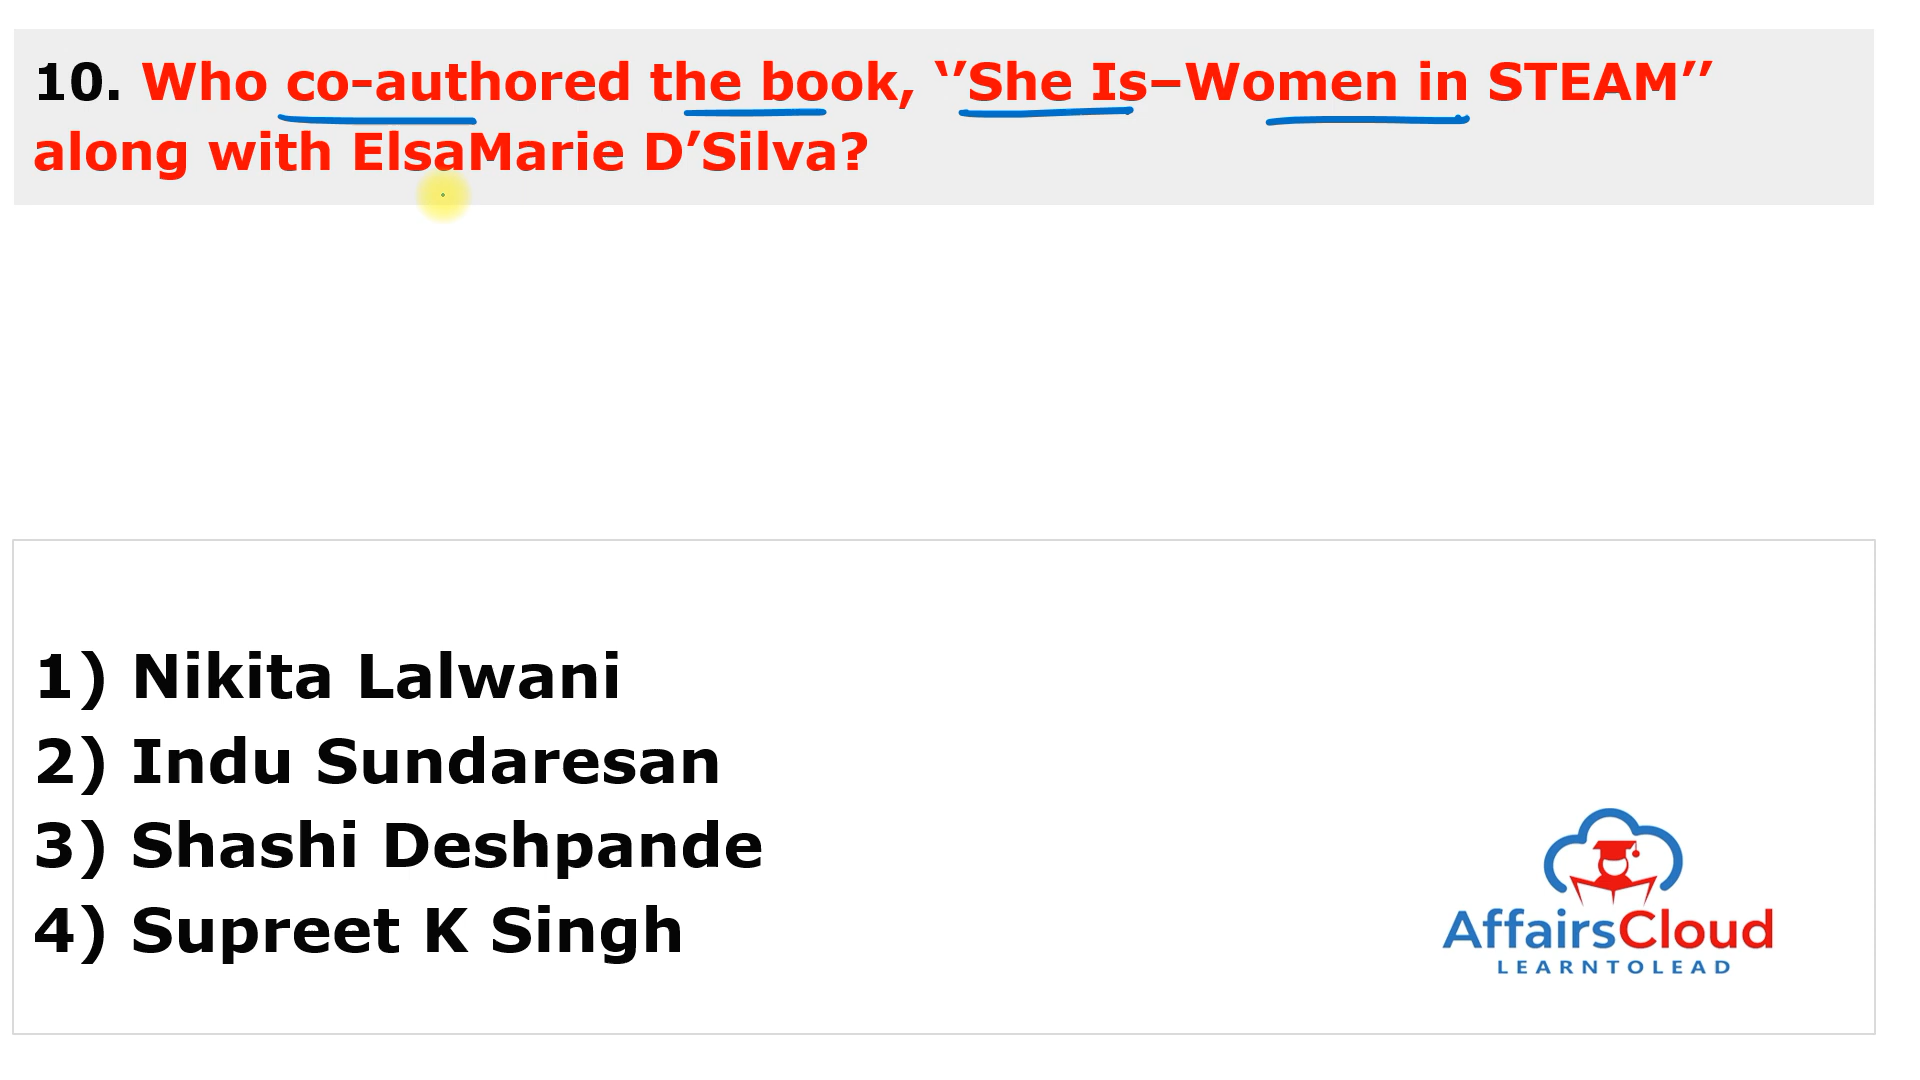 10. Who co-authored the book, ‘’She Is–Women in STEAM’’
along with ElsaMarie D’Silva?
1) Nikita Lalwani
2) Indu Sundaresan
3) Shashi Deshpande
4) Supreet K Singh
AffairsCloud
LEARNTOLEAD